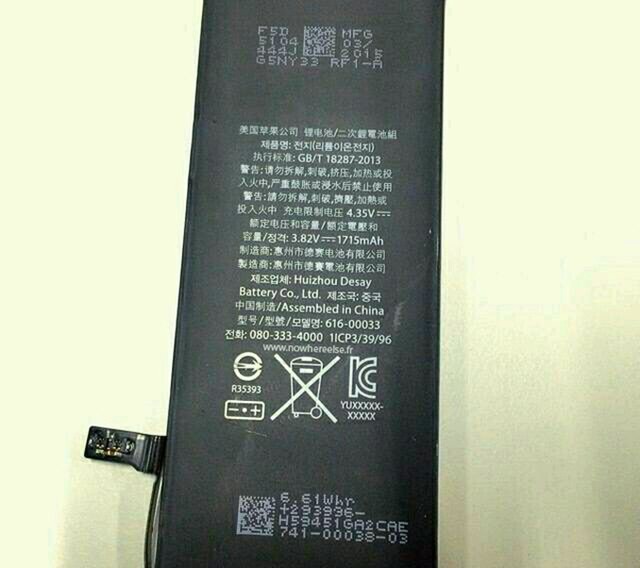 F5D MFG
5104 03/
444J 2015
G5NY33 RF1-A
美国苹果公司 锂电池/二次鋰電池組
제품명: 전지(리튬이온전지)
执行标准: GB/T 18287-2013
警告:请勿拆解,刺破,挤压,加热或投
入火中,严重鼓胀或浸水后禁止使用
警告:請勿拆解,刺破,擠壓,加熱或
投入火中 充电限制电压 4.35V⎓
额定电压和容量/額定電壓和
容量/정격: 3.82V⎓1715mAh
制造商:惠州市德赛电池有限公司
製造商:惠州市德賽電池有限公司
제조업체: Huizhou Desay
Battery Co., Ltd. 제조국: 중국
中国制造/Assembled in China
型号/型號/모델명: 616-00033
전화: 080-333-4000 1ICP3/39/96
www.nowhereelse.fr
R35393
YUXXXXX-
XXXXX
6.61Whr
+293996-
H59451GA2CAE
741-00038-03